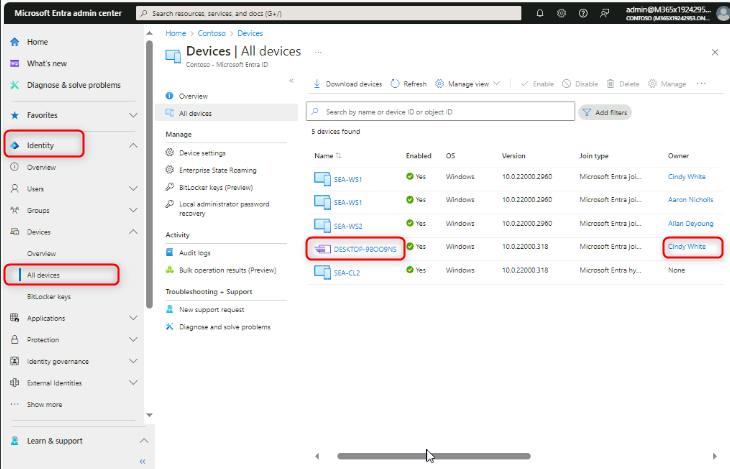 Microsoft Entra admin center
Search resources, services, and docs (G+/)
admin@M365x1924295...
CONTOSO (M365X19242953.ON...
Home
What's new
Diagnose & solve problems
Favorites
Identity
Overview
Users
Groups
Devices
Overview
All devices
BitLocker keys
Applications
Protection
Identity governance
External Identities
Show more
Learn & support
Home > Contoso > Devices
Devices | All devices ...
Contoso - Microsoft Entra ID
Overview
All devices
Manage
Device settings
Enterprise State Roaming
BitLocker keys (Preview)
Local administrator password
recovery
Activity
Audit logs
Bulk operation results (Preview)
Troubleshooting + Support
New support request
Diagnose and solve problems
Download devices Refresh Manage view Enable Disable Delete Manage ...
Search by name or device ID or object ID
Add filters
5 devices found
Name Enabled OS Version Join type Owner
SEA-WS1 Yes Windows 10.0.22000.2960 Microsoft Entra joi... Cindy White
SEA-WS1 Yes Windows 10.0.22000.2960 Microsoft Entra joi... Aaron Nicholls
SEA-WS2 Yes Windows 10.0.22000.2960 Microsoft Entra joi... Allan Deyoung
DESKTOP-9BOO9NS Yes Windows 10.0.22000.318 Microsoft Entra joi... Cindy White
SEA-CL2 Yes Windows 10.0.22000.318 Microsoft Entra hy... None